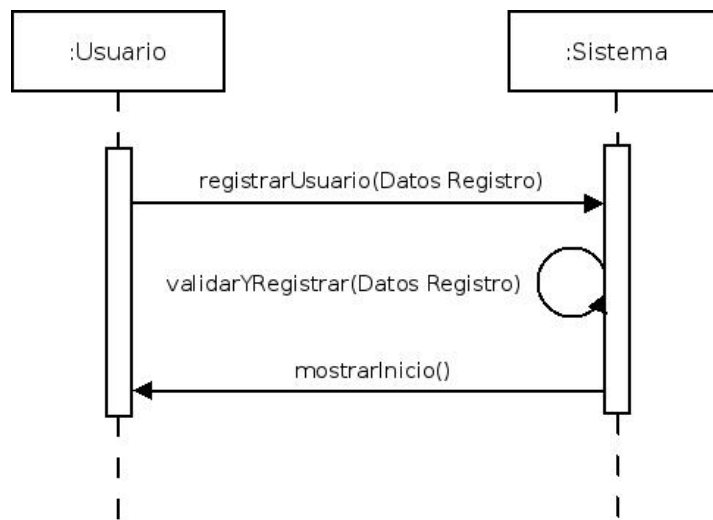 :Usuario
:Sistema
registrarUsuario(Datos Registro)
validarYRegistrar(Datos Registro)
mostrarInicio()